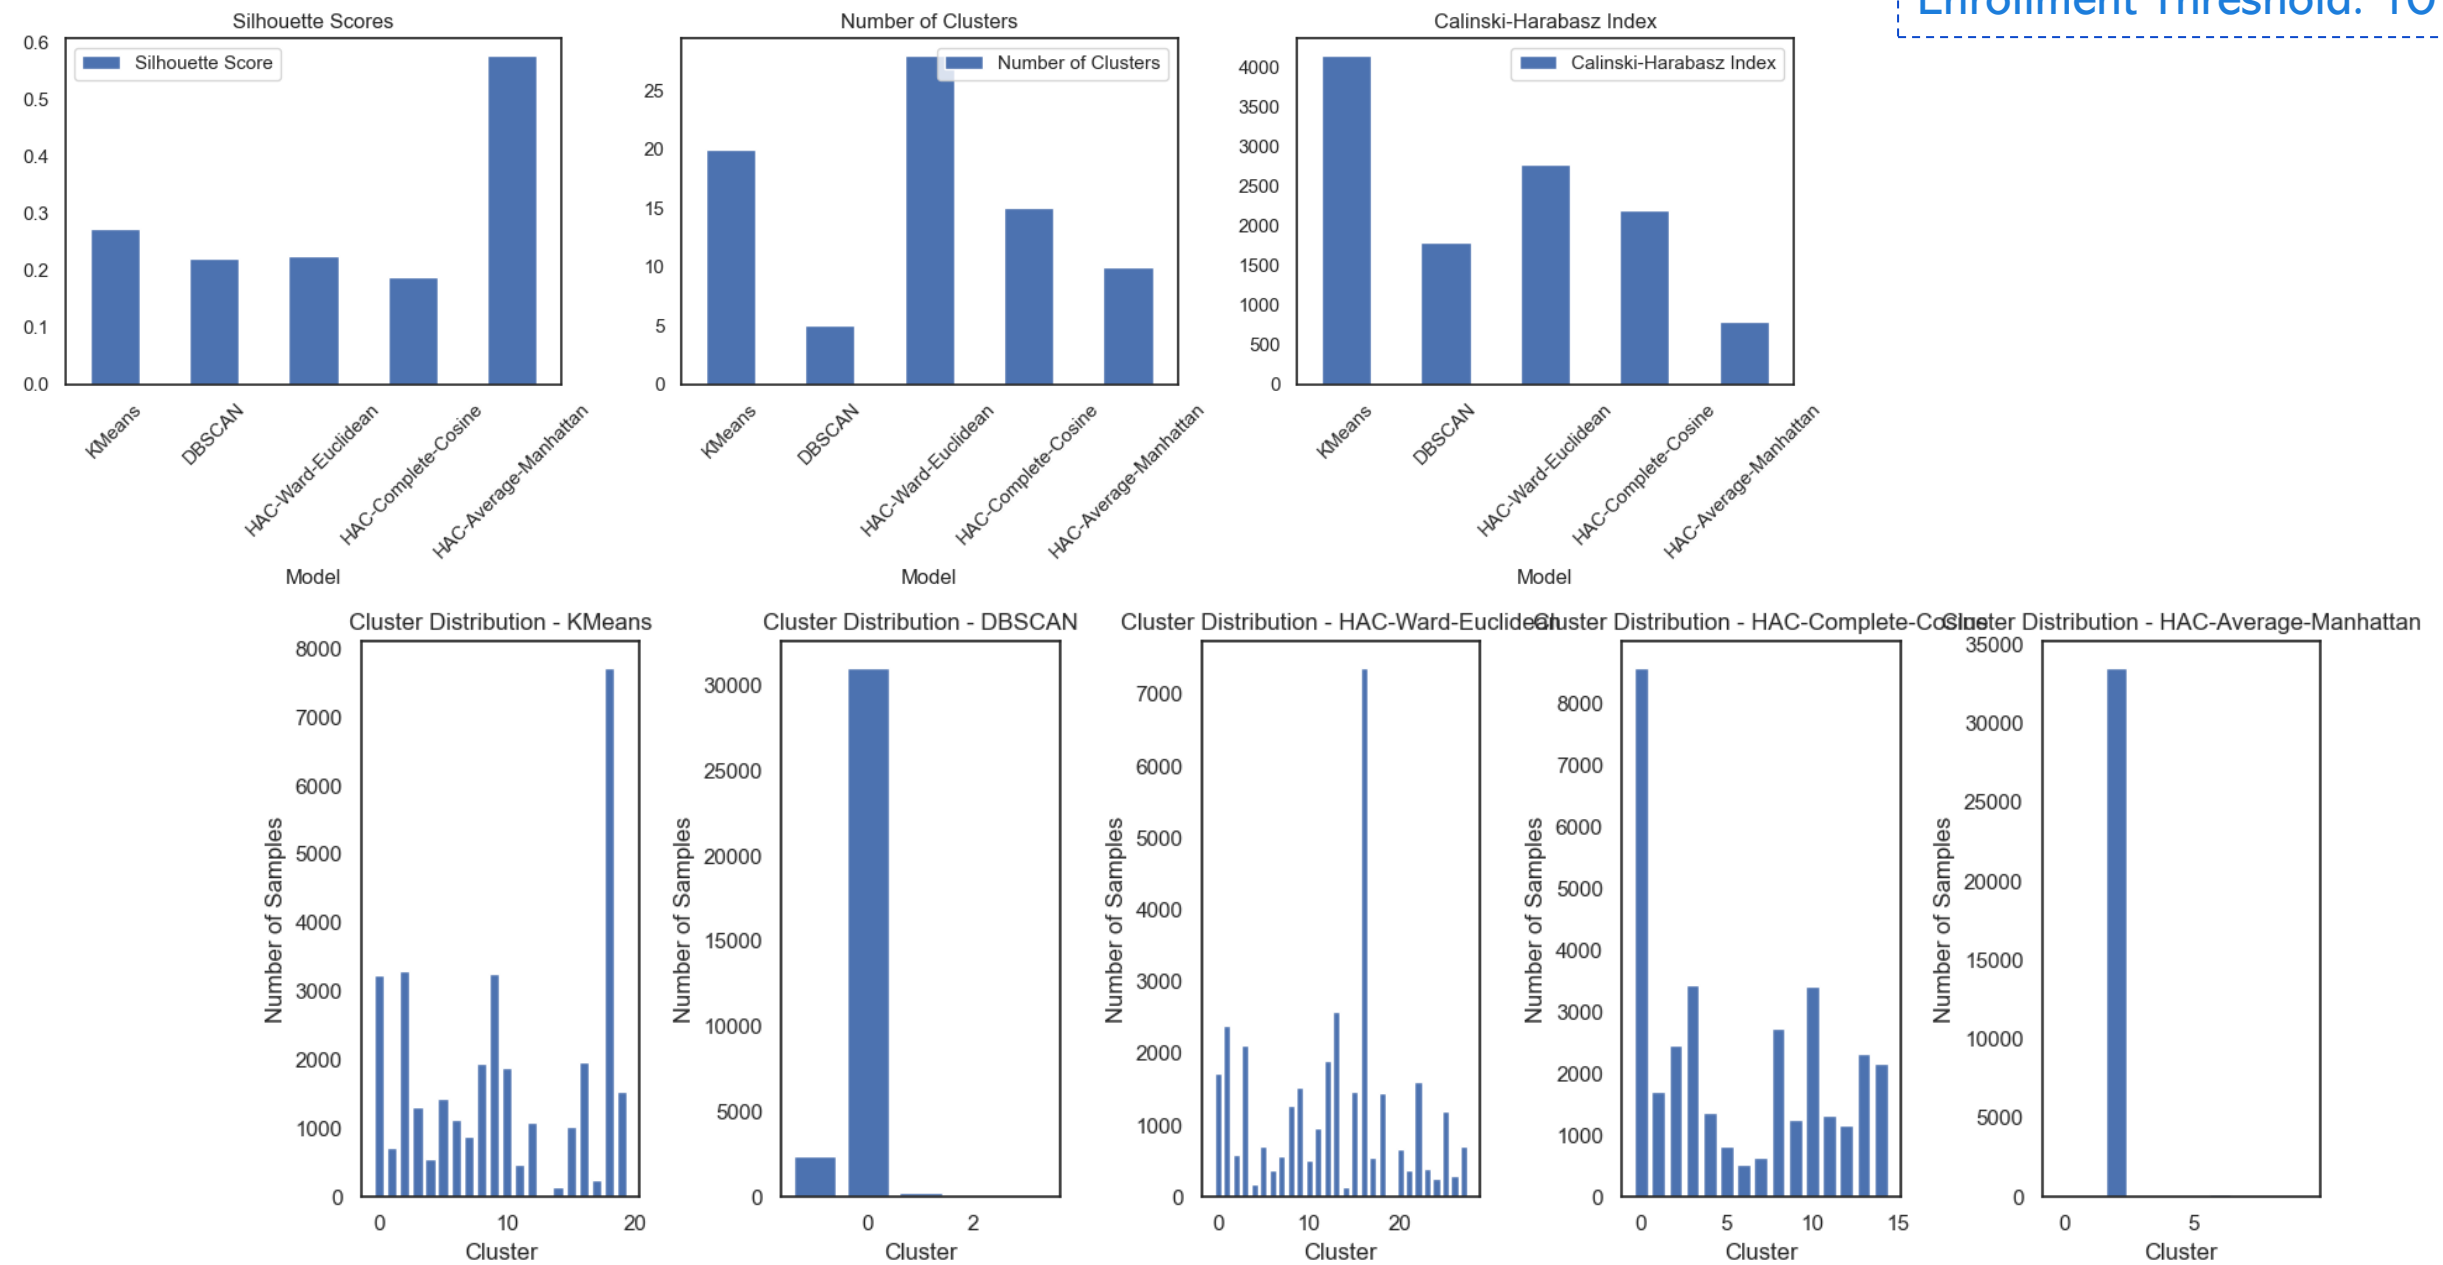 Enrollment Threshold: 10
Silhouette Scores
Silhouette Score
0.6
0.5
0.4
0.3
0.2
0.1
0.0
KMeans
DBSCAN
HAC-Ward-Euclidean
HAC-Complete-Cosine
HAC-Average-Manhattan
Model
Number of Clusters
Number of Clusters
25
20
15
10
5
0
KMeans
DBSCAN
HAC-Ward-Euclidean
HAC-Complete-Cosine
HAC-Average-Manhattan
Model
Calinski-Harabasz Index
Calinski-Harabasz Index
4000
3500
3000
2500
2000
1500
1000
500
0
KMeans
DBSCAN
HAC-Ward-Euclidean
HAC-Complete-Cosine
HAC-Average-Manhattan
Model
Cluster Distribution - KMeans
Number of Samples
8000
7000
6000
5000
4000
3000
2000
1000
0
0 10 20
Cluster
Cluster Distribution - DBSCAN
Number of Samples
30000
25000
20000
15000
10000
5000
0
0 2
Cluster
Cluster Distribution - HAC-Ward-Euclidean
Number of Samples
7000
6000
5000
4000
3000
2000
1000
0
0 10 20
Cluster
Cluster Distribution - HAC-Complete-Cosine
Number of Samples
8000
7000
6000
5000
4000
3000
2000
1000
0
0 5 10 15
Cluster
Cluster Distribution - HAC-Average-Manhattan
Number of Samples
35000
30000
25000
20000
15000
10000
5000
0
0 5
Cluster